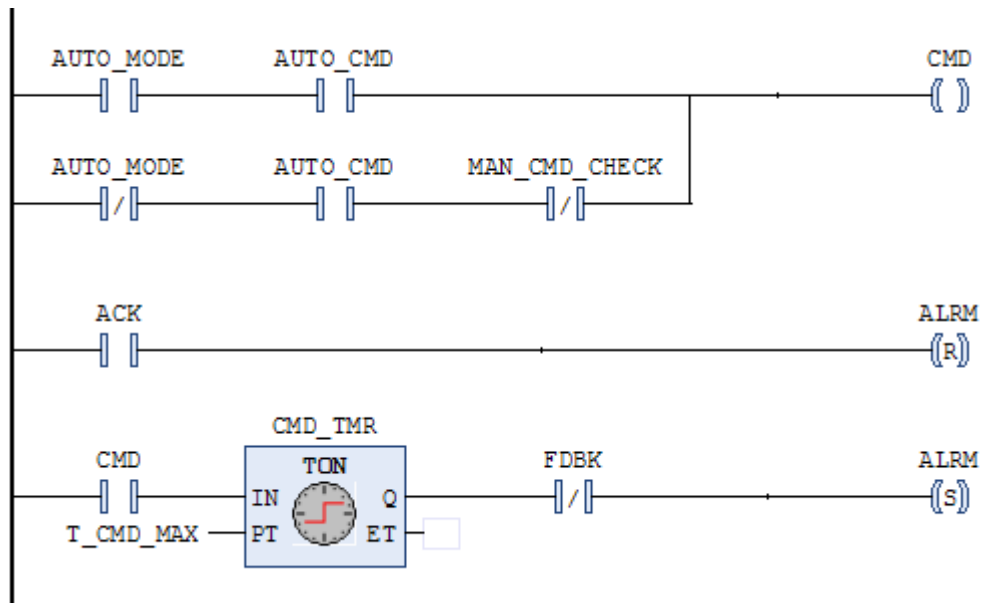 AUTO_MODE AUTO_CMD CMD
AUTO_MODE AUTO_CMD MAN_CMD_CHECK
/ /
ACK ALRM
R
CMD_TMR
CMD TON FDBK ALRM
IN Q / S
T_CMD_MAX PT ET